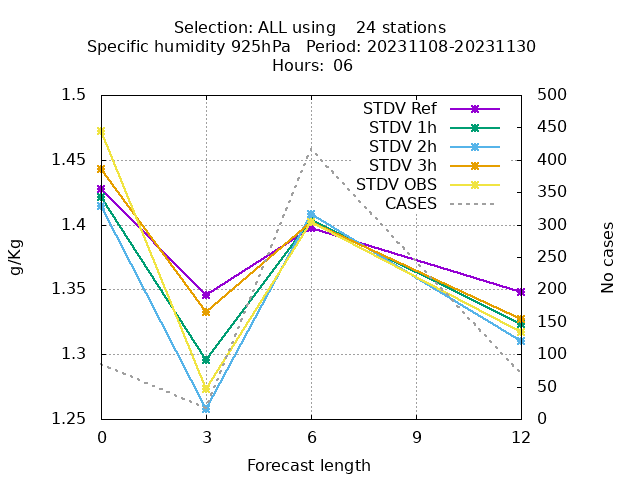 Selection: ALL using    24 stations
Specific humidity 925hPa   Period: 20231108-20231130
Hours:  06
1.5
1.45
1.4
1.35
1.3
1.25
g/Kg
500
450
400
350
300
250
200
150
100
50
0
No cases
STDV Ref
STDV 1h
STDV 2h
STDV 3h
STDV OBS
CASES
0 3 6 9 12
Forecast length